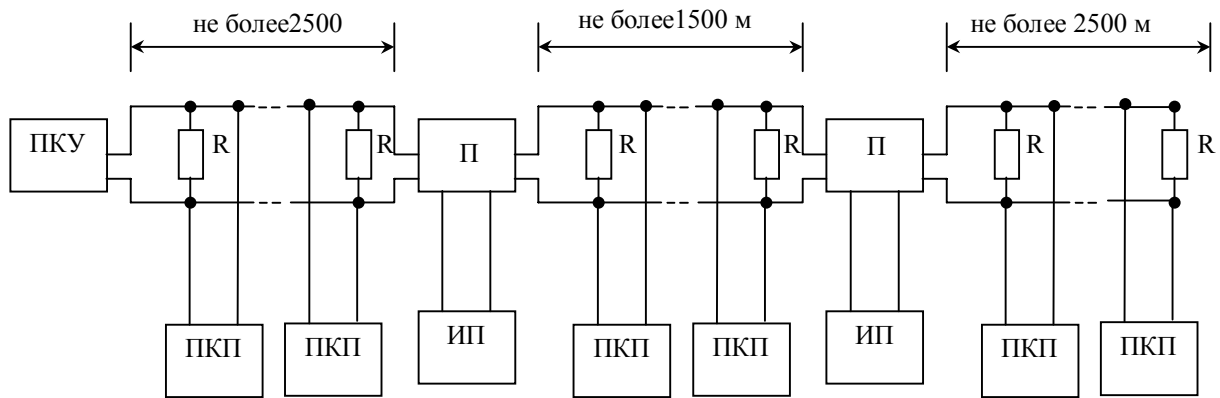 не более2500
не более1500 м
не более 2500 м
ПКУ
R
R
П
R
R
П
R
R
ПКП
ПКП
ИП
ПКП
ПКП
ИП
ПКП
ПКП